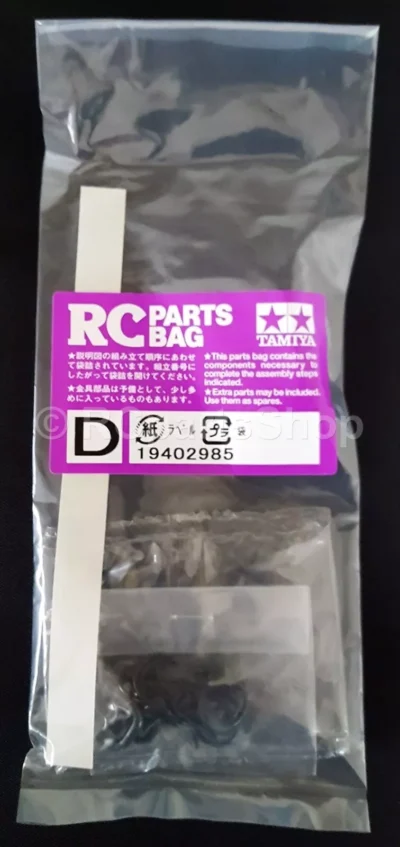 RC PARTS BAG
TAMIYA
★説明図の組み立て順序にあわせ
て袋詰されています。組立番号に
したがって袋詰を開けてください。
★金具部品は予備として、少し多
めに入っているものもあります。
★This parts bag contains the
components necessary to
complete the assembly steps
indicated.
★Extra parts may be included.
Use them as spares.
D
紙 ラベル プラ 袋
19402985